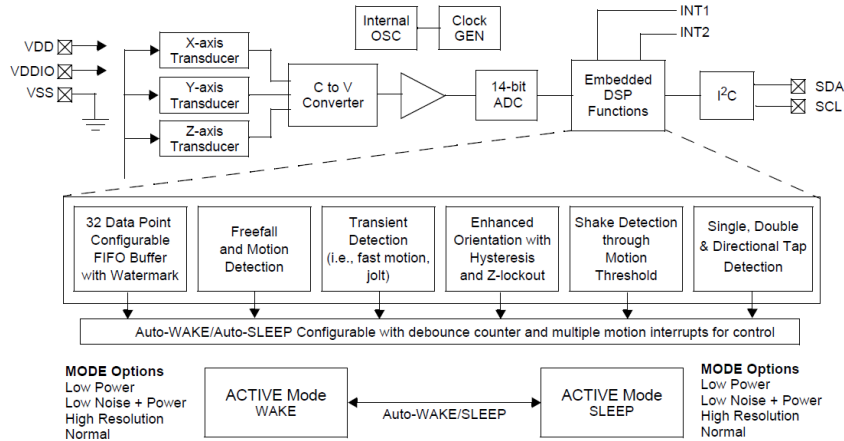 Internal
OSC
Clock
GEN
INT1
INT2
VDD
VDDIO
VSS
X-axis
Transducer
Y-axis
Transducer
Z-axis
Transducer
C to V
Converter
14-bit
ADC
Embedded
DSP
Functions
I²C
SDA
SCL
32 Data Point
Configurable
FIFO Buffer
with Watermark
Freefall
and Motion
Detection
Transient
Detection
(i.e., fast motion,
jolt)
Enhanced
Orientation with
Hysteresis
and Z-lockout
Shake Detection
through
Motion
Threshold
Single, Double
& Directional Tap
Detection
Auto-WAKE/Auto-SLEEP Configurable with debounce counter and multiple motion interrupts for control
MODE Options
Low Power
Low Noise + Power
High Resolution
Normal
ACTIVE Mode
WAKE
Auto-WAKE/SLEEP
ACTIVE Mode
SLEEP
MODE Options
Low Power
Low Noise + Power
High Resolution
Normal